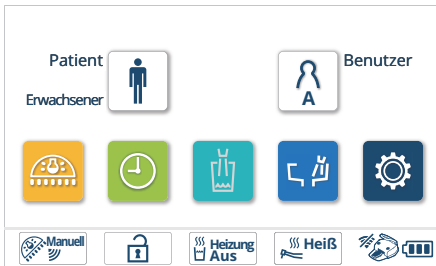 Patient
Benutzer
Erwachsener
A
Manuell
Heizung
Aus
Heiß